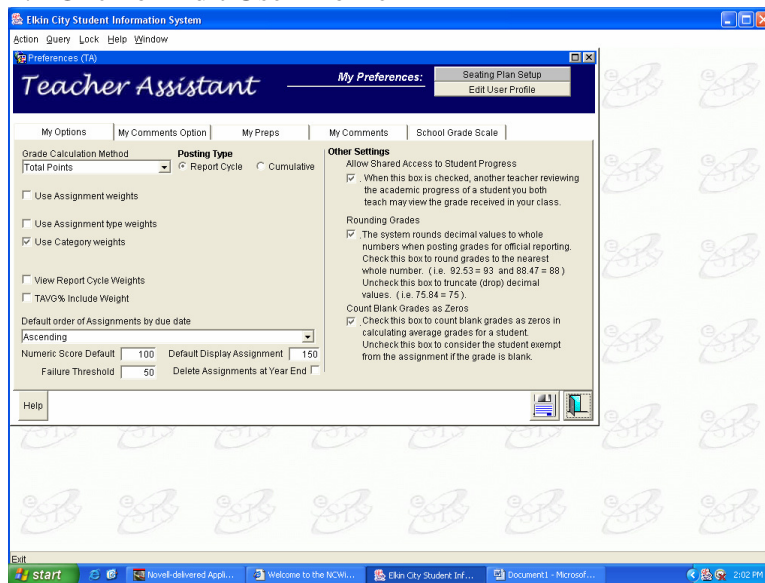 Elkin City Student Information System
Action Query Lock Help Window
Preferences (TA)
Teacher Assistant
My Preferences:
Seating Plan Setup
Edit User Profile
My Options
My Comments Option
My Preps
My Comments
School Grade Scale
Grade Calculation Method
Total Points
Posting Type
Report Cycle
Cumulative
Use Assignment weights
Use Assignment type weights
Use Category weights
View Report Cycle Weights
TAVG% Include Weight
Default order of Assignments by due date
Ascending
Numeric Score Default 100 Default Display Assignment 150
Failure Threshold 50 Delete Assignments at Year End
Other Settings
Allow Shared Access to Student Progress
. When this box is checked, another teacher reviewing
the academic progress of a student you both
teach may view the grade received in your class.
Rounding Grades
.The system rounds decimal values to whole
numbers when posting grades for official reporting.
Check this box to round grades to the nearest
whole number. (i.e. 92.53 = 93 and 88.47 = 88 )
Uncheck this box to truncate (drop) decimal
values. ( i.e. 75.84 = 75 ).
Count Blank Grades as Zeros
. Check this box to count blank grades as zeros in
calculating average grades for a student.
Uncheck this box to consider the student exempt
from the assignment if the grade is blank.
Help
eSIS
Exit
start
Novell-delivered Appli...
Welcome to the NCWi...
Elkin City Student Inf...
Document1 - Microsof...
2:02 PM